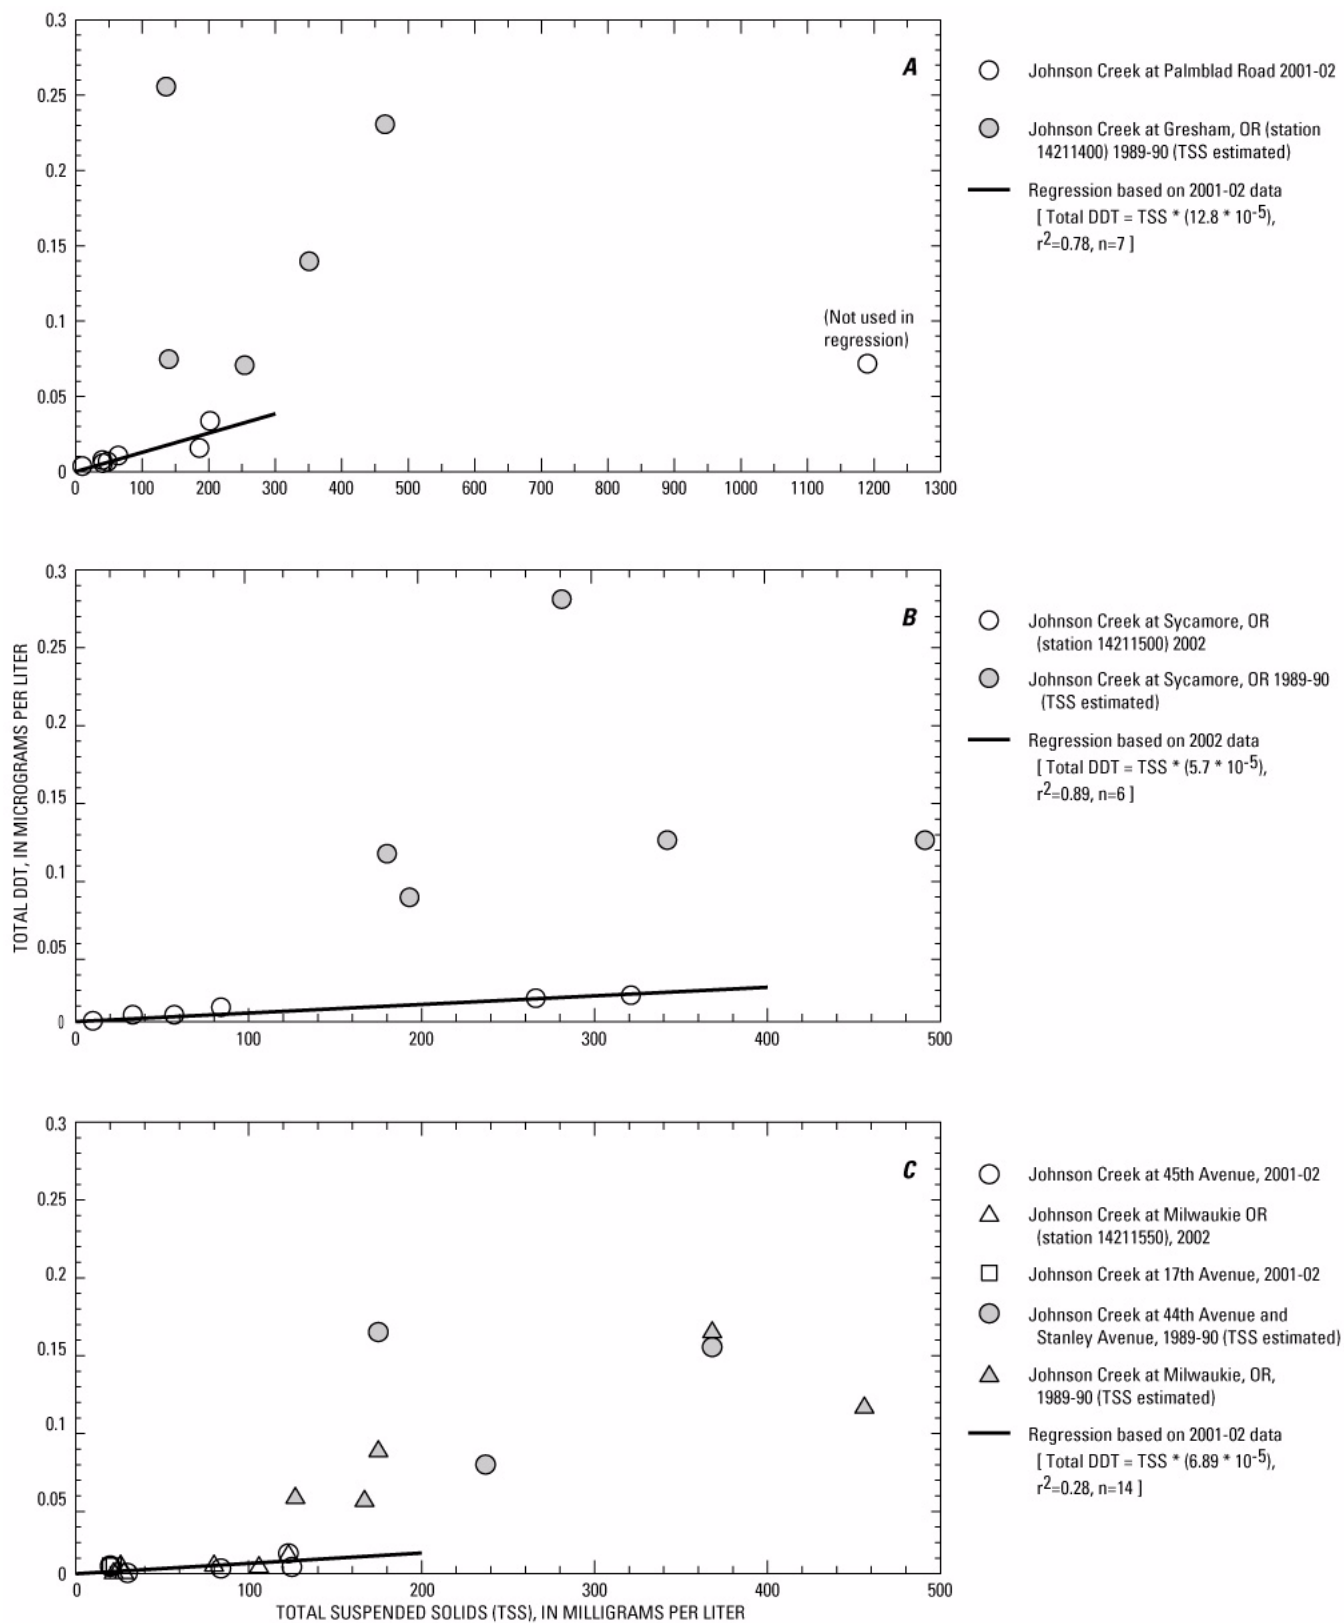 0.3
0.25
0.2
0.15
0.1
0.05
0
0 100 200 300 400 500 600 700 800 900 1000 1100 1200 1300
A
(Not used in
regression)
Johnson Creek at Palmblad Road 2001-02
Johnson Creek at Gresham, OR (station
14211400) 1989-90 (TSS estimated)
Regression based on 2001-02 data
[ Total DDT = TSS * (12.8 * 10-5),
r2=0.78, n=7 ]
TOTAL DDT, IN MICROGRAMS PER LITER
0.3
0.25
0.2
0.15
0.1
0.05
0
0 100 200 300 400 500
B
Johnson Creek at Sycamore, OR
(station 14211500) 2002
Johnson Creek at Sycamore, OR 1989-90
(TSS estimated)
Regression based on 2002 data
[ Total DDT = TSS * (5.7 * 10-5),
r2=0.89, n=6 ]
0.3
0.25
0.2
0.15
0.1
0.05
0
0 100 200 300 400 500
C
TOTAL SUSPENDED SOLIDS (TSS), IN MILLIGRAMS PER LITER
Johnson Creek at 45th Avenue, 2001-02
Johnson Creek at Milwaukie OR
(station 14211550), 2002
Johnson Creek at 17th Avenue, 2001-02
Johnson Creek at 44th Avenue and
Stanley Avenue, 1989-90 (TSS estimated)
Johnson Creek at Milwaukie, OR,
1989-90 (TSS estimated)
Regression based on 2001-02 data
[ Total DDT = TSS * (6.89 * 10-5),
r2=0.28, n=14 ]